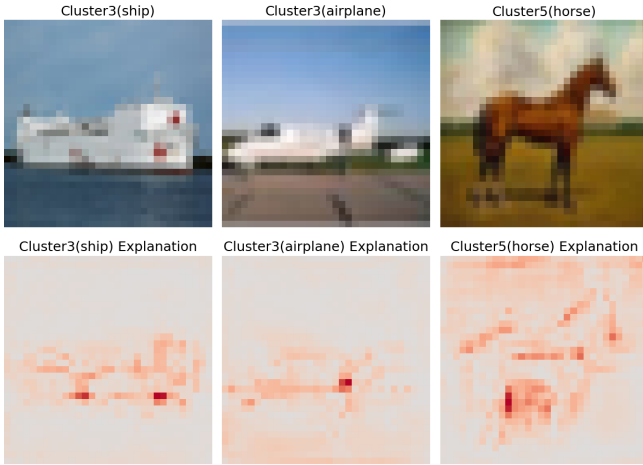 Cluster3(ship)
Cluster3(airplane)
Cluster5(horse)
Cluster3(ship) Explanation
Cluster3(airplane) Explanation
Cluster5(horse) Explanation